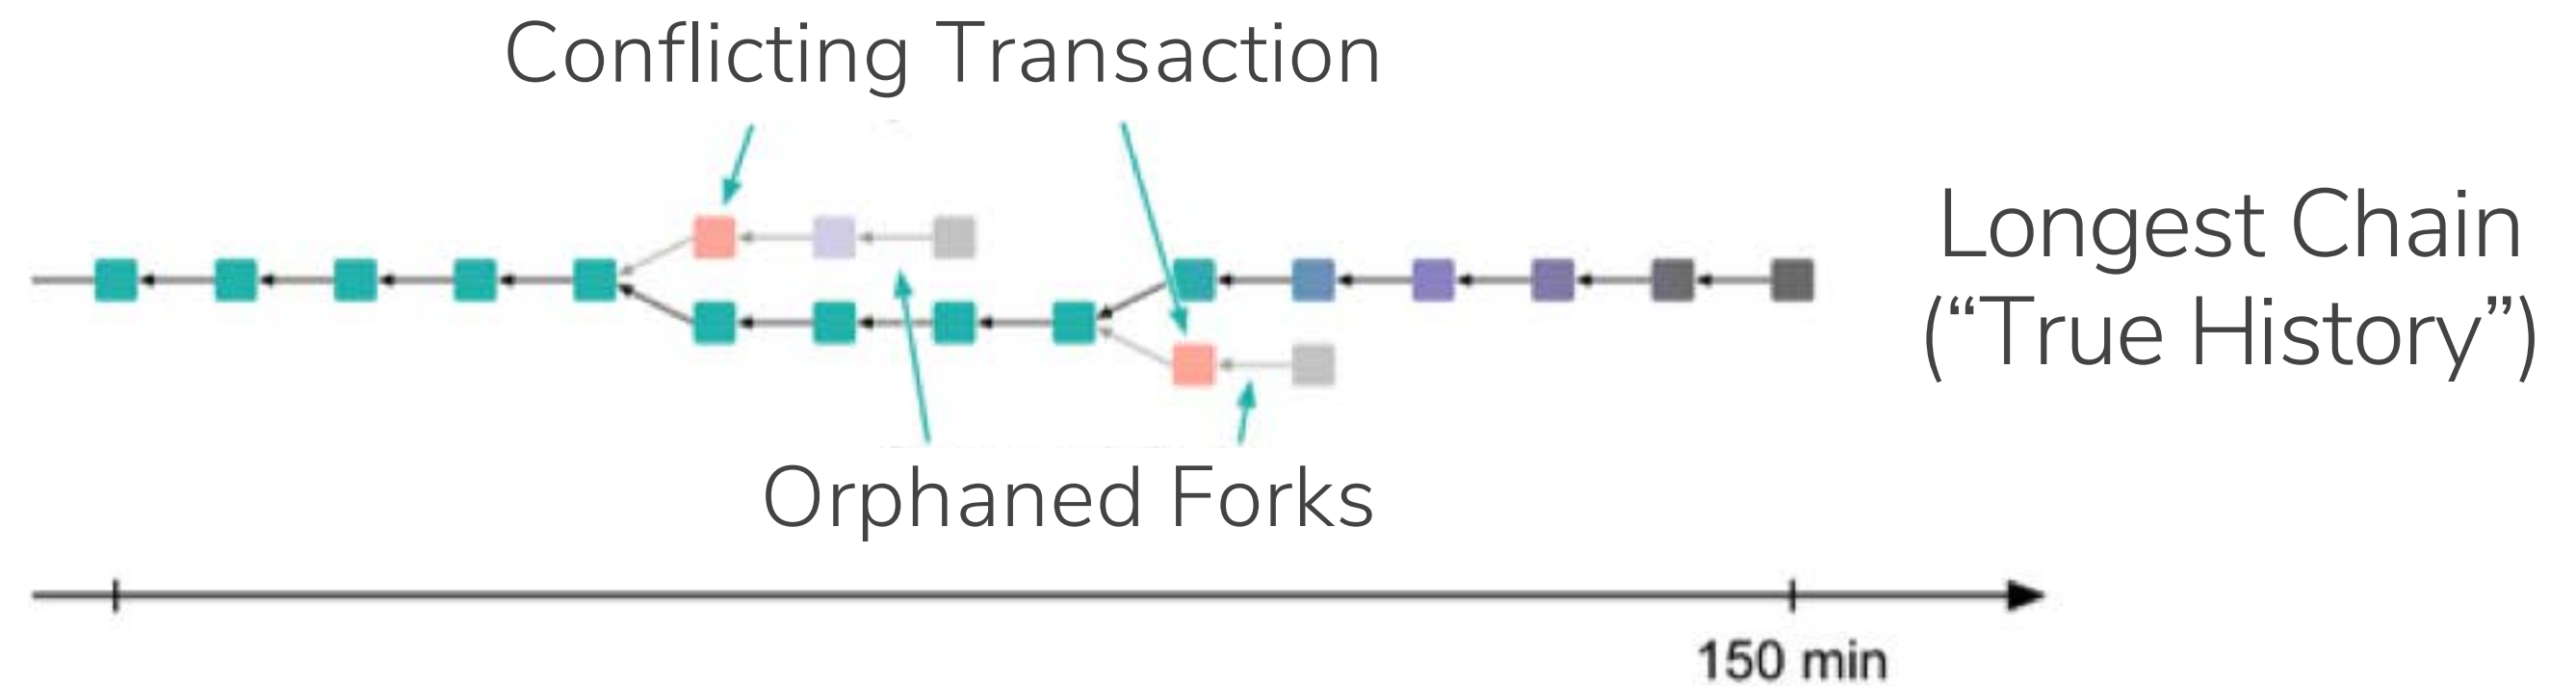 Conflicting Transaction
Longest Chain
(“True History”)
Orphaned Forks
150 min